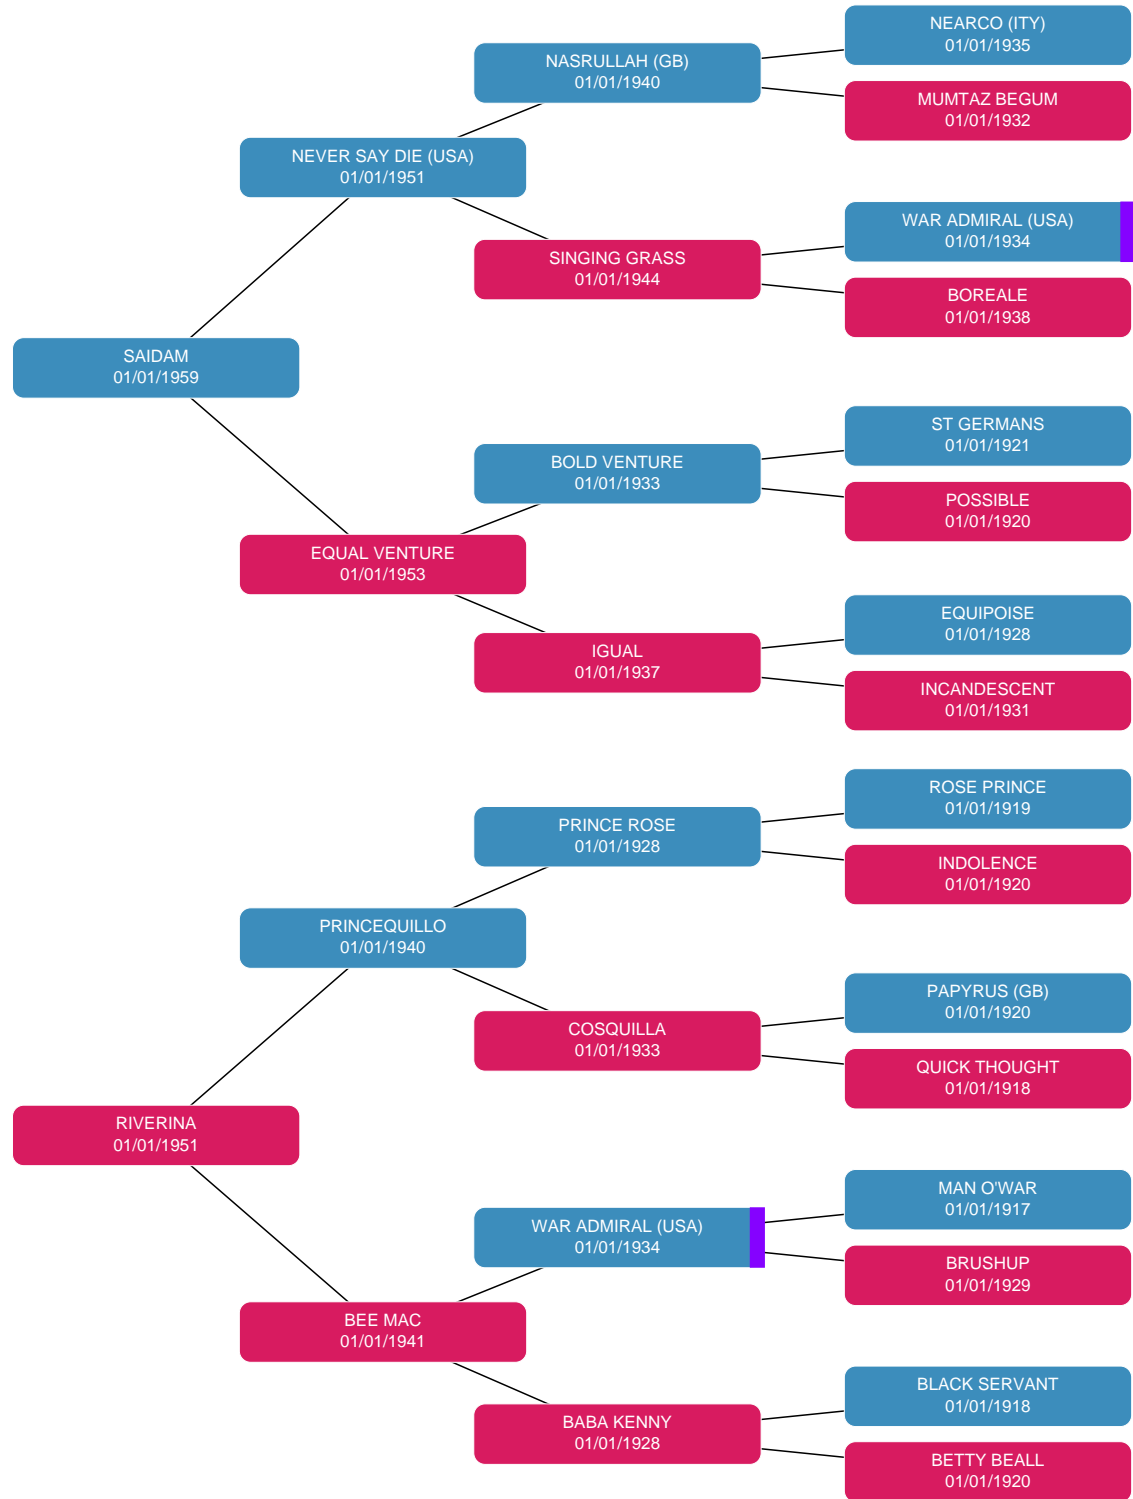 NEARCO (ITY)
01/01/1935
NASRULLAH (GB)
01/01/1940
MUMTAZ BEGUM
01/01/1932
NEVER SAY DIE (USA)
01/01/1951
WAR ADMIRAL (USA)
01/01/1934
SINGING GRASS
01/01/1944
BOREALE
01/01/1938
SAIDAM
01/01/1959
ST GERMANS
01/01/1921
BOLD VENTURE
01/01/1933
POSSIBLE
01/01/1920
EQUAL VENTURE
01/01/1953
EQUIPOISE
01/01/1928
IGUAL
01/01/1937
INCANDESCENT
01/01/1931
ROSE PRINCE
01/01/1919
PRINCE ROSE
01/01/1928
INDOLENCE
01/01/1920
PRINCEQUILLO
01/01/1940
PAPYRUS (GB)
01/01/1920
COSQUILLA
01/01/1933
QUICK THOUGHT
01/01/1918
RIVERINA
01/01/1951
MAN O'WAR
01/01/1917
WAR ADMIRAL (USA)
01/01/1934
BRUSHUP
01/01/1929
BEE MAC
01/01/1941
BLACK SERVANT
01/01/1918
BABA KENNY
01/01/1928
BETTY BEALL
01/01/1920